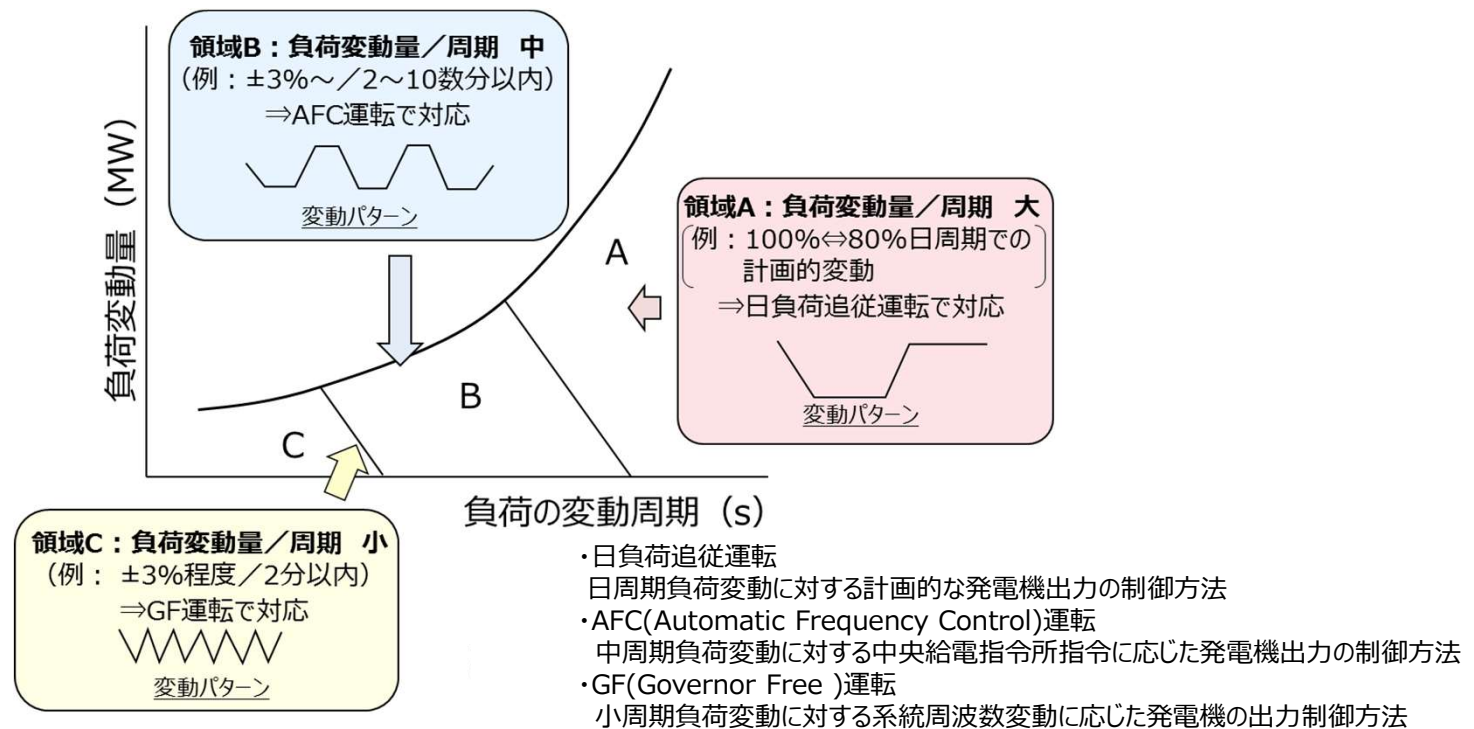 領域B:負荷変動量/周期 中
(例:±3%~/2~10数分以内)
⇒AFC運転で対応
変動パターン
負荷変動量(MW)
領域A:負荷変動量/周期 大
例:100%⇔80%日周期での
計画的変動
⇒日負荷追従運転で対応
変動パターン
A
B
C
負荷の変動周期(s)
領域C:負荷変動量/周期 小
(例: ±3%程度/2分以内)
⇒GF運転で対応
変動パターン
・日負荷追従運転
日周期負荷変動に対する計画的な発電機出力の制御方法
・AFC(Automatic Frequency Control)運転
中周期負荷変動に対する中央給電指令所指令に応じた発電機出力の制御方法
・GF(Governor Free )運転
小周期負荷変動に対する系統周波数変動に応じた発電機の出力制御方法